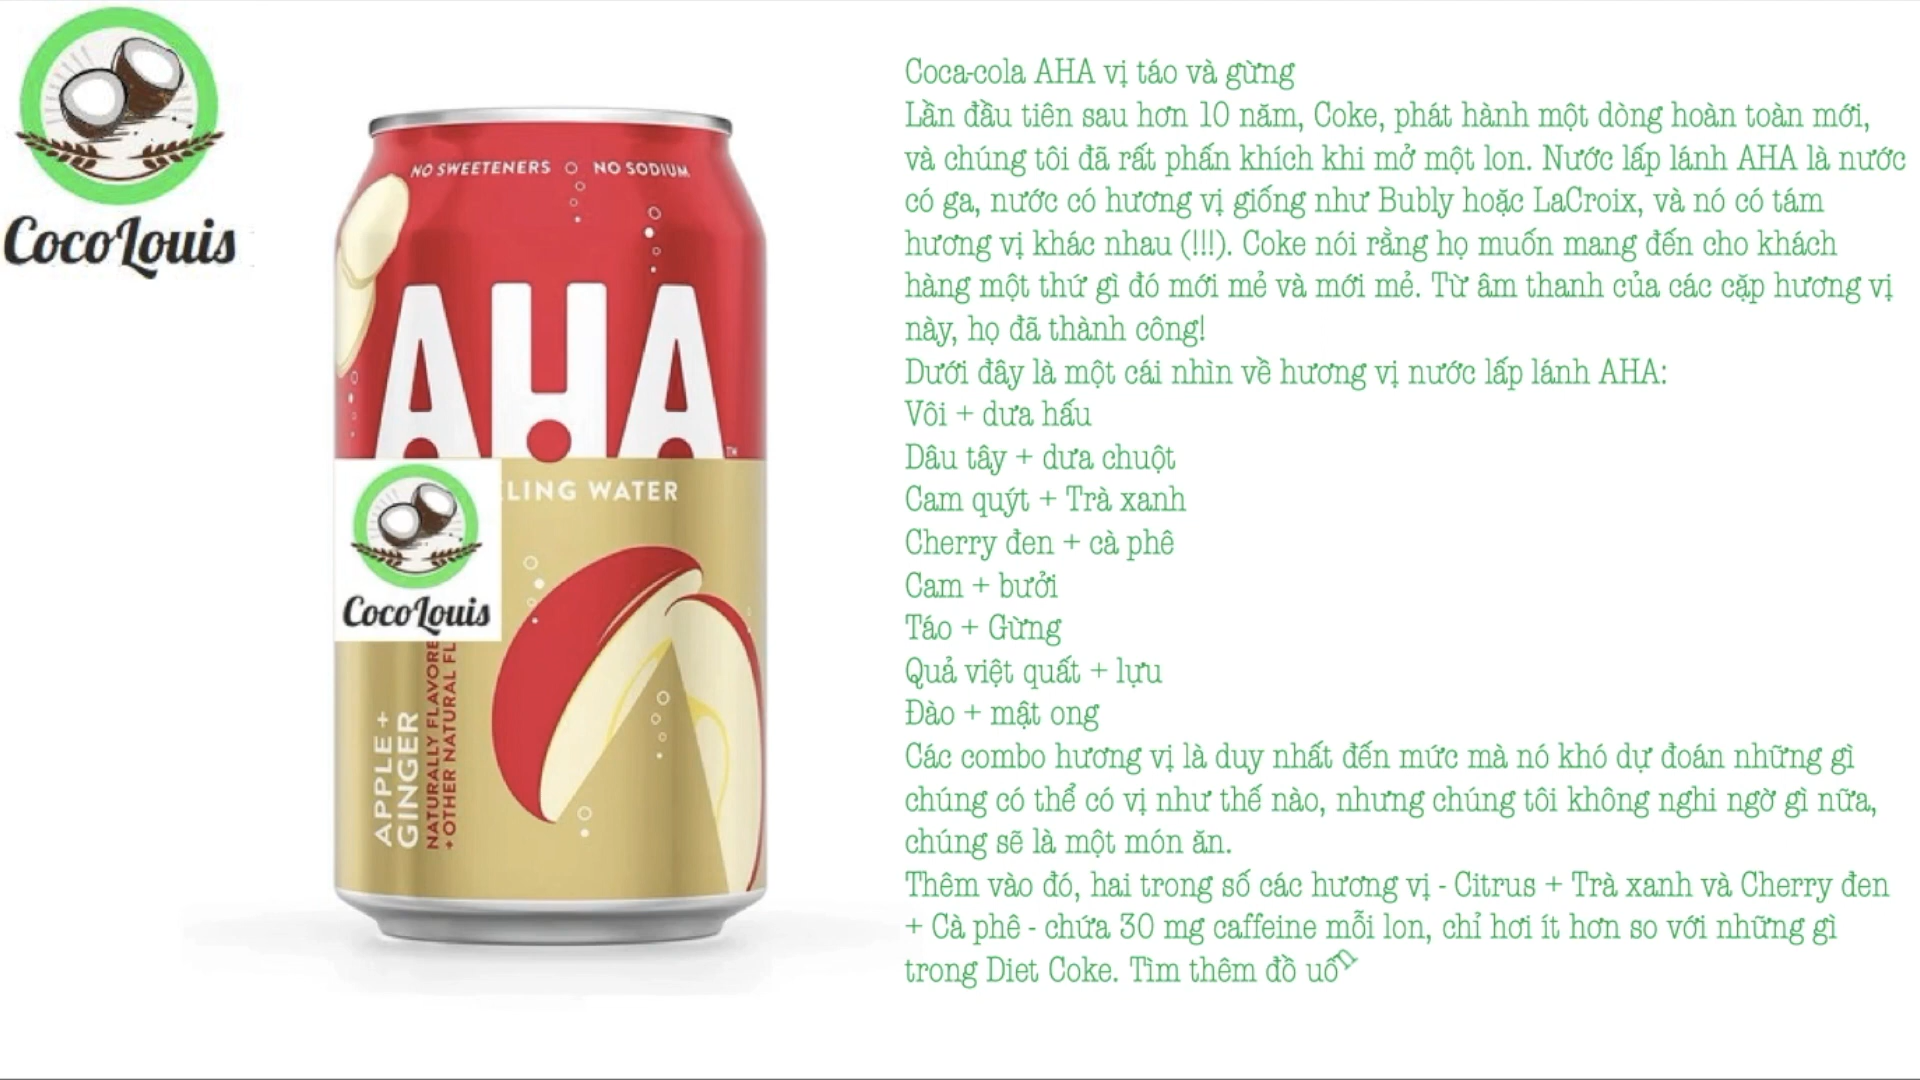 CocoLouis
NO SWEETENERS NO SODIUM
AHA
TM
LING WATER
CocoLouis
APPLE +
GINGER
NATURALLY FLAVORE
+ OTHER NATURAL FL
Coca-cola AHA vị táo và gừng
Lần đầu tiên sau hơn 10 năm, Coke, phát hành một dòng hoàn toàn mới,
và chúng tôi đã rất phấn khích khi mở một lon. Nước lấp lánh AHA là nước
có ga, nước có hương vị giống như Bubly hoặc LaCroix, và nó có tám
hương vị khác nhau (!!!). Coke nói rằng họ muốn mang đến cho khách
hàng một thứ gì đó mới mẻ và mới mẻ. Từ âm thanh của các cặp hương vị
này, họ đã thành công!
Dưới đây là một cái nhìn về hương vị nước lấp lánh AHA:
Vôi + dưa hấu
Dâu tây + dưa chuột
Cam quýt + Trà xanh
Cherry đen + cà phê
Cam + bưởi
Táo + Gừng
Quả việt quất + lựu
Đào + mật ong
Các combo hương vị là duy nhất đến mức mà nó khó dự đoán những gì
chúng có thể có vị như thế nào, nhưng chúng tôi không nghi ngờ gì nữa,
chúng sẽ là một món ăn.
Thêm vào đó, hai trong số các hương vị - Citrus + Trà xanh và Cherry đen
+ Cà phê - chứa 30 mg caffeine mỗi lon, chỉ hơi ít hơn so với những gì
trong Diet Coke. Tìm thêm đồ uốn